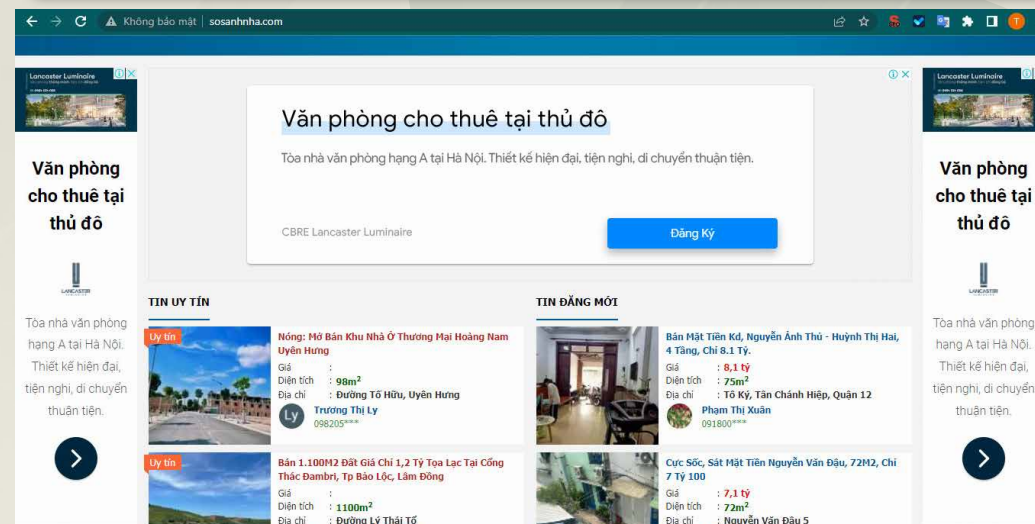 Không bảo mật | sosanhnha.com
Lancaster Luminaire
Văn phòng
cho thuê tại
thủ đô
LANCASTER
Tòa nhà văn phòng
hạng A tại Hà Nội.
Thiết kế hiện đại,
tiện nghi, di chuyển
thuận tiện.
Văn phòng cho thuê tại thủ đô
Tòa nhà văn phòng hạng A tại Hà Nội. Thiết kế hiện đại, tiện nghi, di chuyển thuận tiện.
CBRE Lancaster Luminaire
Đăng Ký
TIN UY TÍN
Uy tín
Nóng: Mở Bán Khu Nhà Ở Thương Mại Hoàng Nam
Uyên Hưng
Giá :
Diện tích : 98m²
Địa chỉ : Đường Tố Hữu, Uyên Hưng
Ly
Trương Thị Ly
098205***
Uy tín
Bán 1.100M2 Đất Giá Chỉ 1,2 Tỷ Tọa Lạc Tại Cổng
Thác Đambri, Tp Bảo Lộc, Lâm Đồng
Giá :
Diện tích : 1100m²
Địa chỉ : Đường Lý Thái Tổ
TIN ĐĂNG MỚI
Bán Mặt Tiền Kd, Nguyễn Ảnh Thủ - Huỳnh Thị Hai,
4 Tầng, Chỉ 8.1 Tỷ.
Giá : 8,1 tỷ
Diện tích : 75m²
Địa chỉ : Tô Ký, Tân Chánh Hiệp, Quận 12
Phạm Thị Xuân
091800***
Cực Sốc, Sát Mặt Tiền Nguyễn Văn Đậu, 72M2, Chỉ
7 Tỷ 100
Giá : 7,1 tỷ
Diện tích : 72m²
Địa chỉ : Nguyễn Văn Đậu 5
Lancaster Luminaire
Văn phòng
cho thuê tại
thủ đô
LANCASTER
Tòa nhà văn phòng
hạng A tại Hà Nội.
Thiết kế hiện đại,
tiện nghi, di chuyển
thuận tiện.